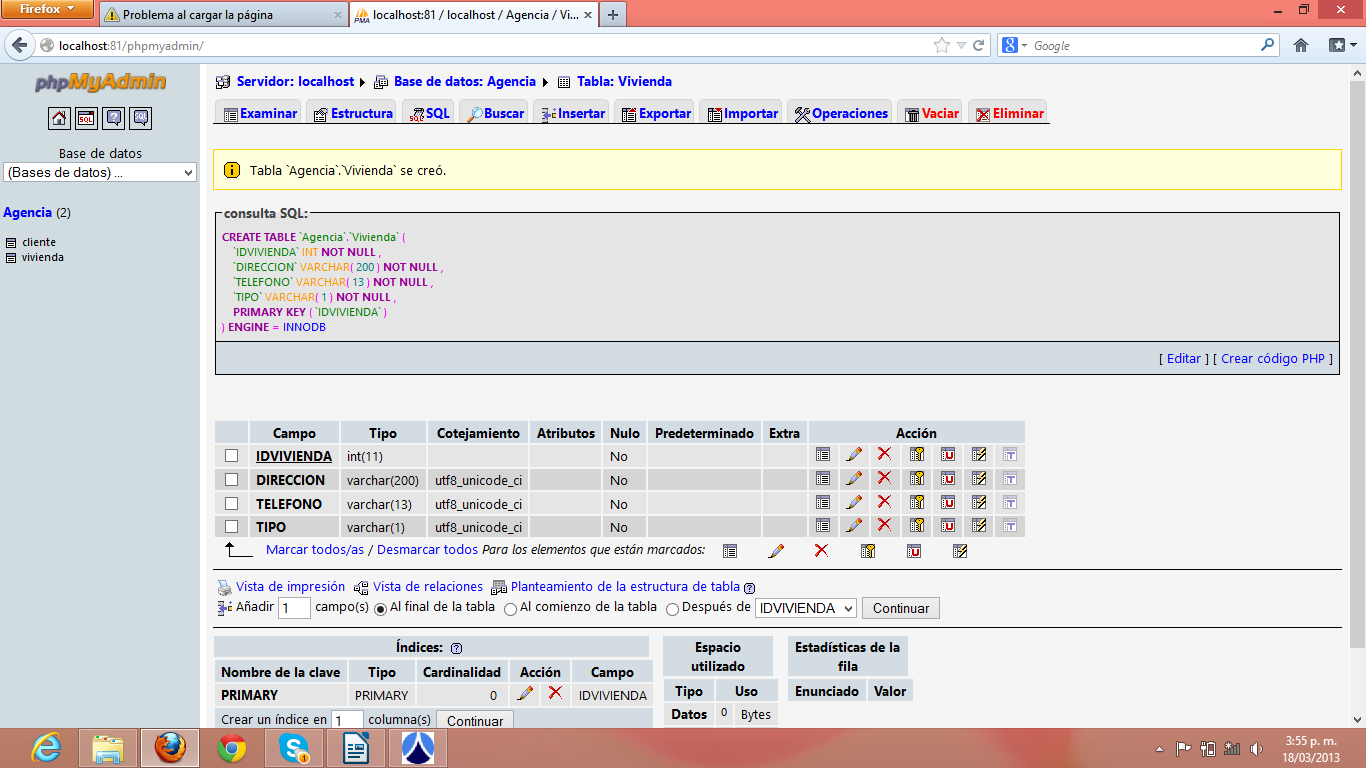 Firefox
Problema al cargar la página
localhost:81 / localhost / Agencia / Vi...
localhost:81/phpmyadmin/
Google
phpMyAdmin
Base de datos
(Bases de datos) ...
Agencia (2)
cliente
vivienda
Servidor: localhost
Base de datos: Agencia
Tabla: Vivienda
Examinar
Estructura
SQL
Buscar
Insertar
Exportar
Importar
Operaciones
Vaciar
Eliminar
Tabla `Agencia`.`Vivienda` se creó.
consulta SQL:
CREATE TABLE `Agencia`.`Vivienda` (
`IDVIVIENDA` INT NOT NULL ,
`DIRECCION` VARCHAR( 200 ) NOT NULL ,
`TELEFONO` VARCHAR( 13 ) NOT NULL ,
`TIPO` VARCHAR( 1 ) NOT NULL ,
PRIMARY KEY ( `IDVIVIENDA` )
) ENGINE = INNODB
[ Editar ] [ Crear código PHP ]
Campo Tipo Cotejamiento Atributos Nulo Predeterminado Extra Acción
IDVIVIENDA int(11) No
DIRECCION varchar(200) utf8_unicode_ci No
TELEFONO varchar(13) utf8_unicode_ci No
TIPO varchar(1) utf8_unicode_ci No
Marcar todos/as / Desmarcar todos Para los elementos que están marcados:
Vista de impresión Vista de relaciones Planteamiento de la estructura de tabla
Añadir 1 campo(s) Al final de la tabla Al comienzo de la tabla Después de IDVIVIENDA Continuar
Índices:
Nombre de la clave Tipo Cardinalidad Acción Campo
PRIMARY PRIMARY 0 IDVIVIENDA
Crear un índice en 1 columna(s) Continuar
Espacio utilizado
Tipo Uso
Datos 0 Bytes
Estadísticas de la fila
Enunciado Valor
3:55 p. m.
18/03/2013